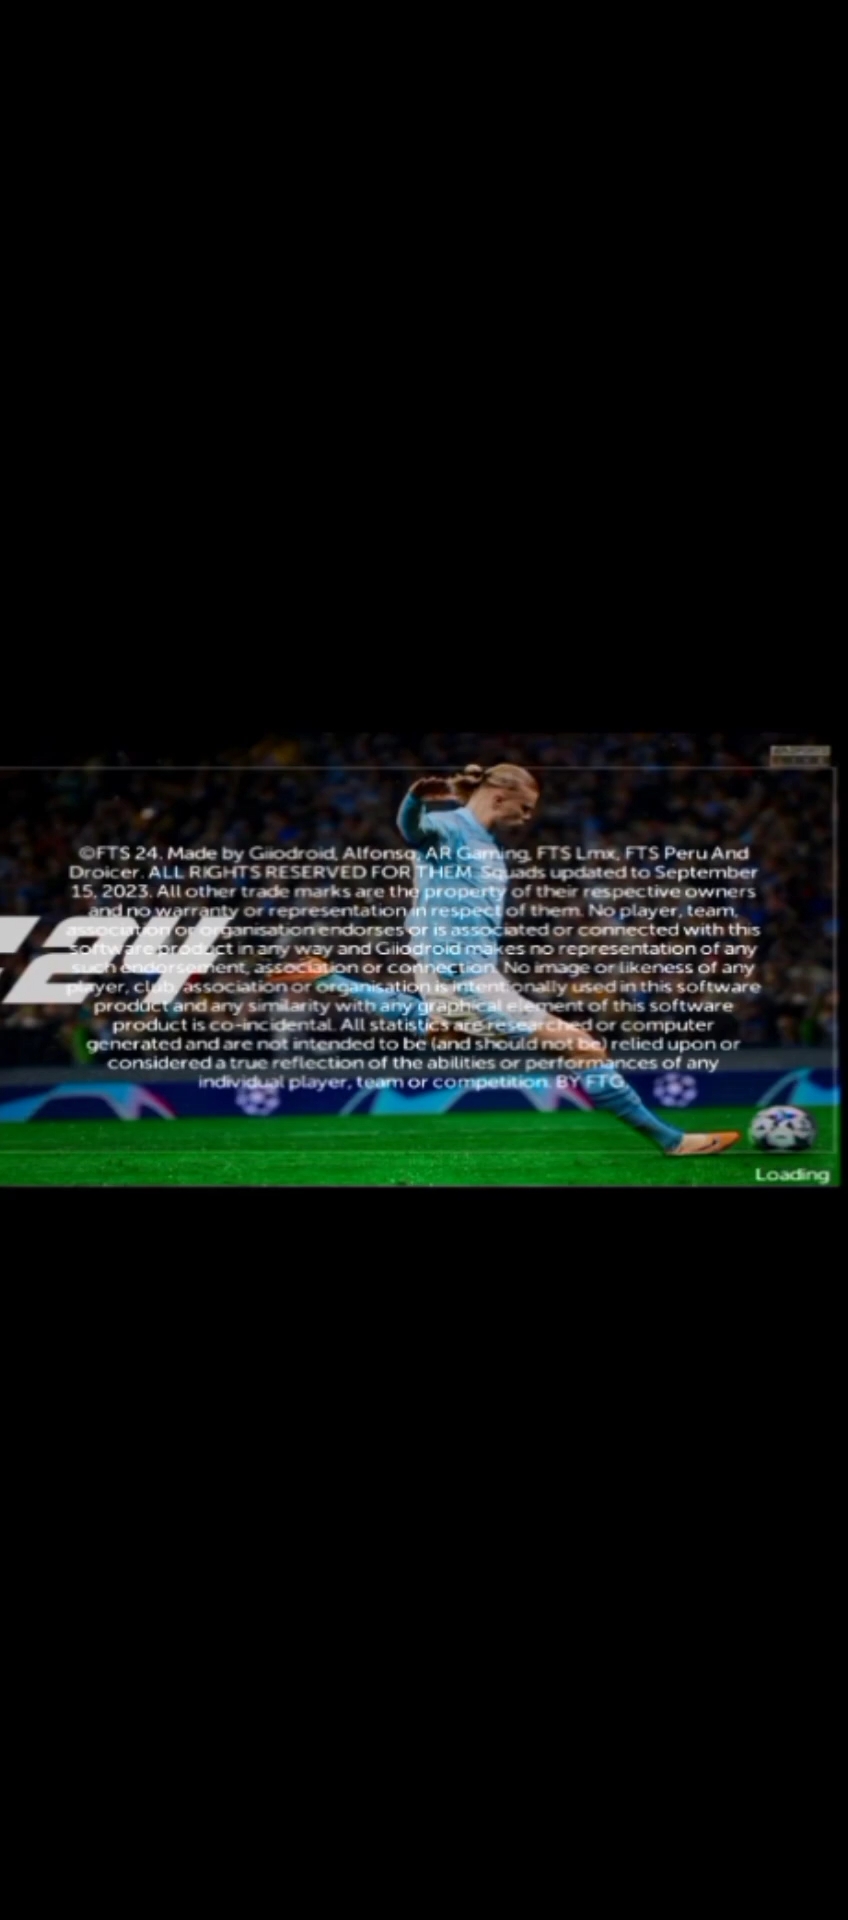 ©FTS 24. Made by Giiodroid, Alfonso, AR Gaming, FTS Lmx, FTS Peru And
Droicer. ALL RIGHTS RESERVED FOR THEM. Squads updated to September
15, 2023. All other trade marks are the property of their respective owners
and no warranty or representation in respect of them. No player, team,
association or organisation endorses or is associated or connected with this
software product in any way and Giiodroid makes no representation of any
such endorsement, association or connection. No image or likeness of any
player, club association or organisation is intentionally used in this software
product and any similarity with any graphical element of this software
product is co-incidental. All statistics are researched or computer
generated and are not intended to be (and should not be) relied upon or
considered a true reflection of the abilities or performances of any
individual player, team or competition. BY FTG
24
Loading